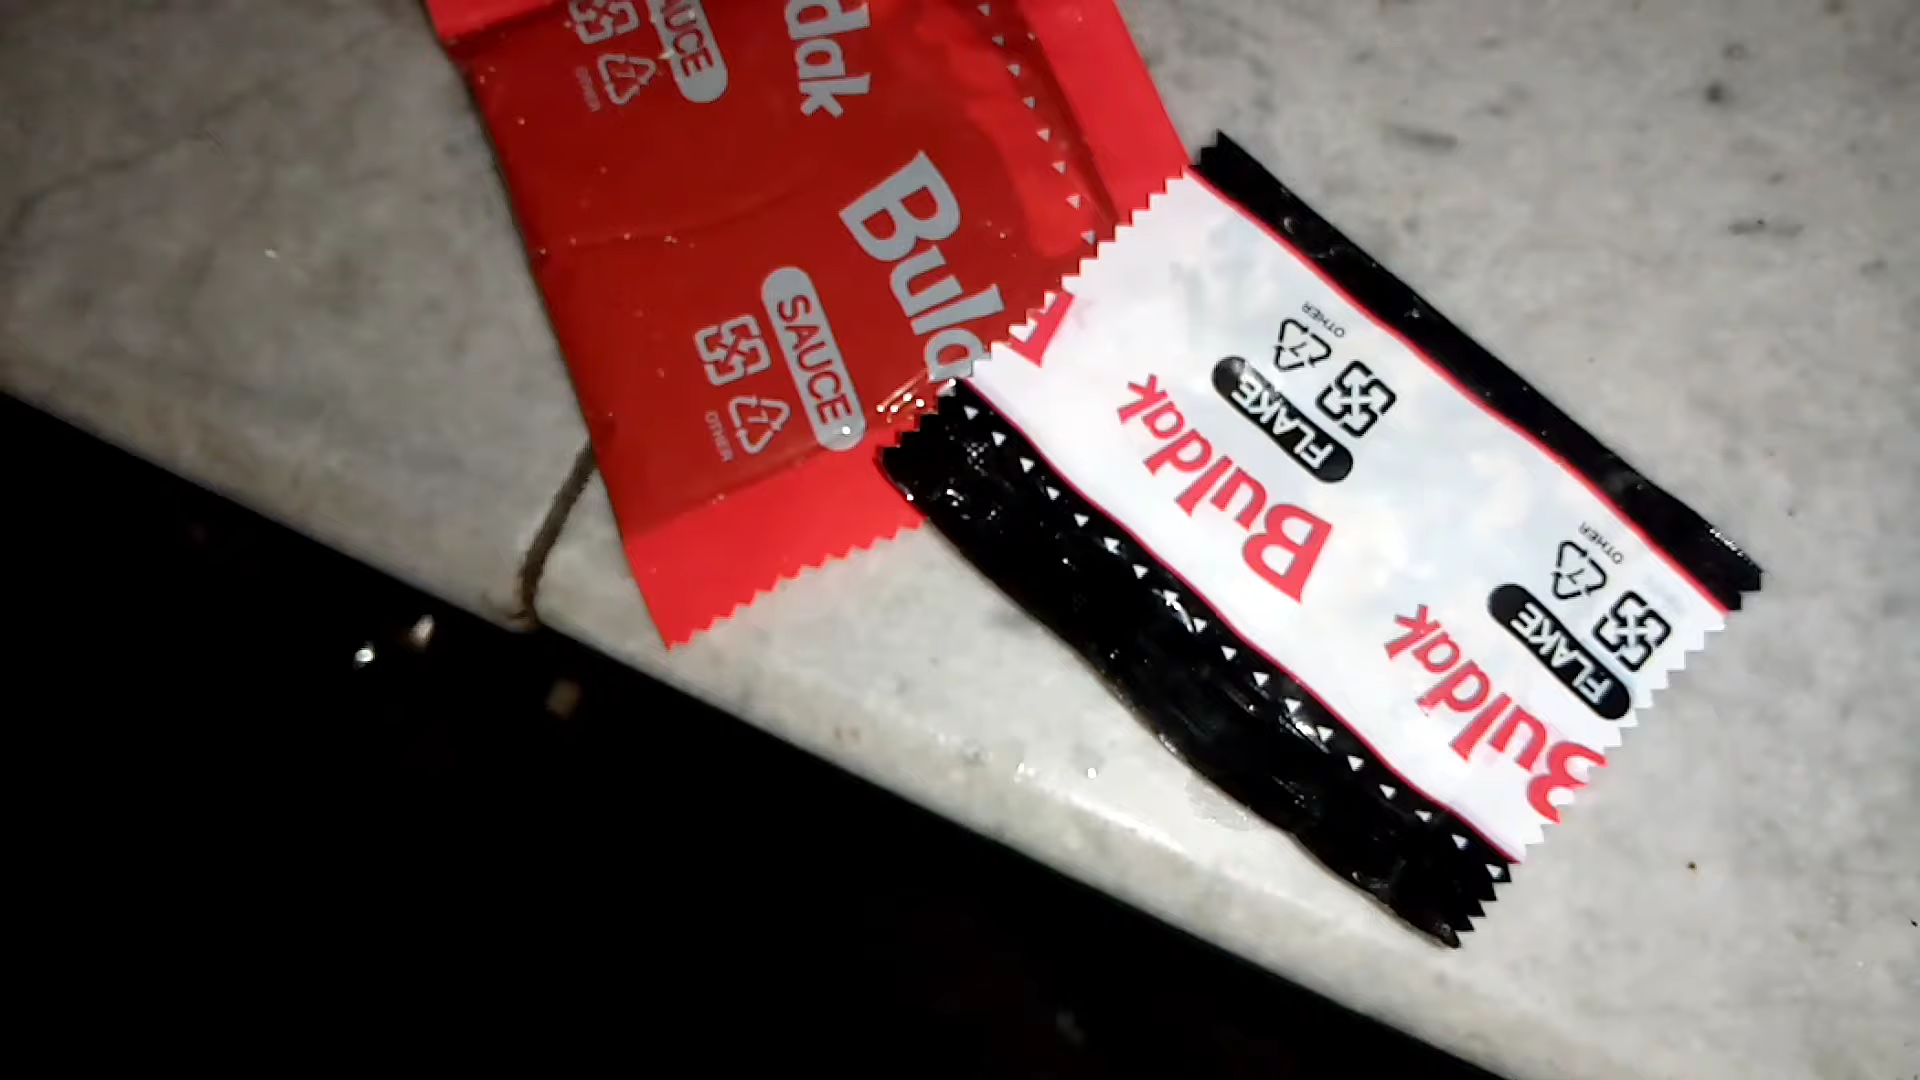 dak
SAUCE
OTHER
Buld
SAUCE
OTHER
Buldak
FLAKE
OTHER
Buldak
FLAKE
OTHER